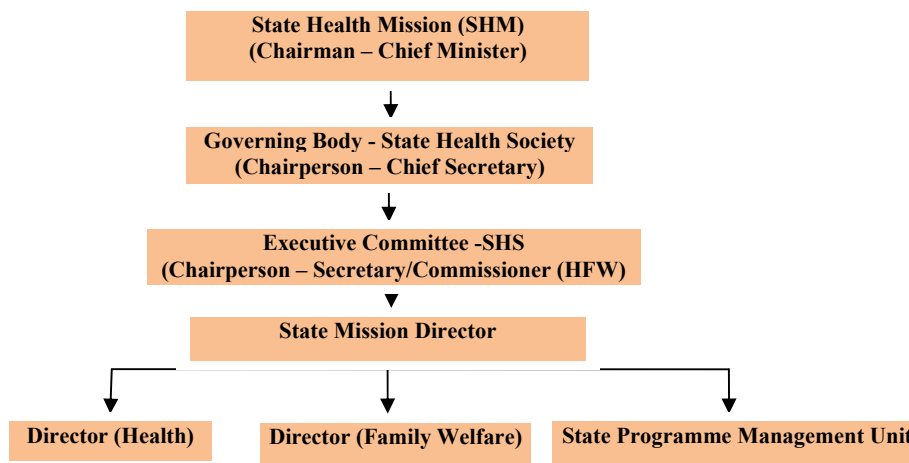 State Health Mission (SHM)
(Chairman – Chief Minister)
Governing Body - State Health Society
(Chairperson – Chief Secretary)
Executive Committee -SHS
(Chairperson – Secretary/Commissioner (HFW)
State Mission Director
Director (Health)
Director (Family Welfare)
State Programme Management Unit